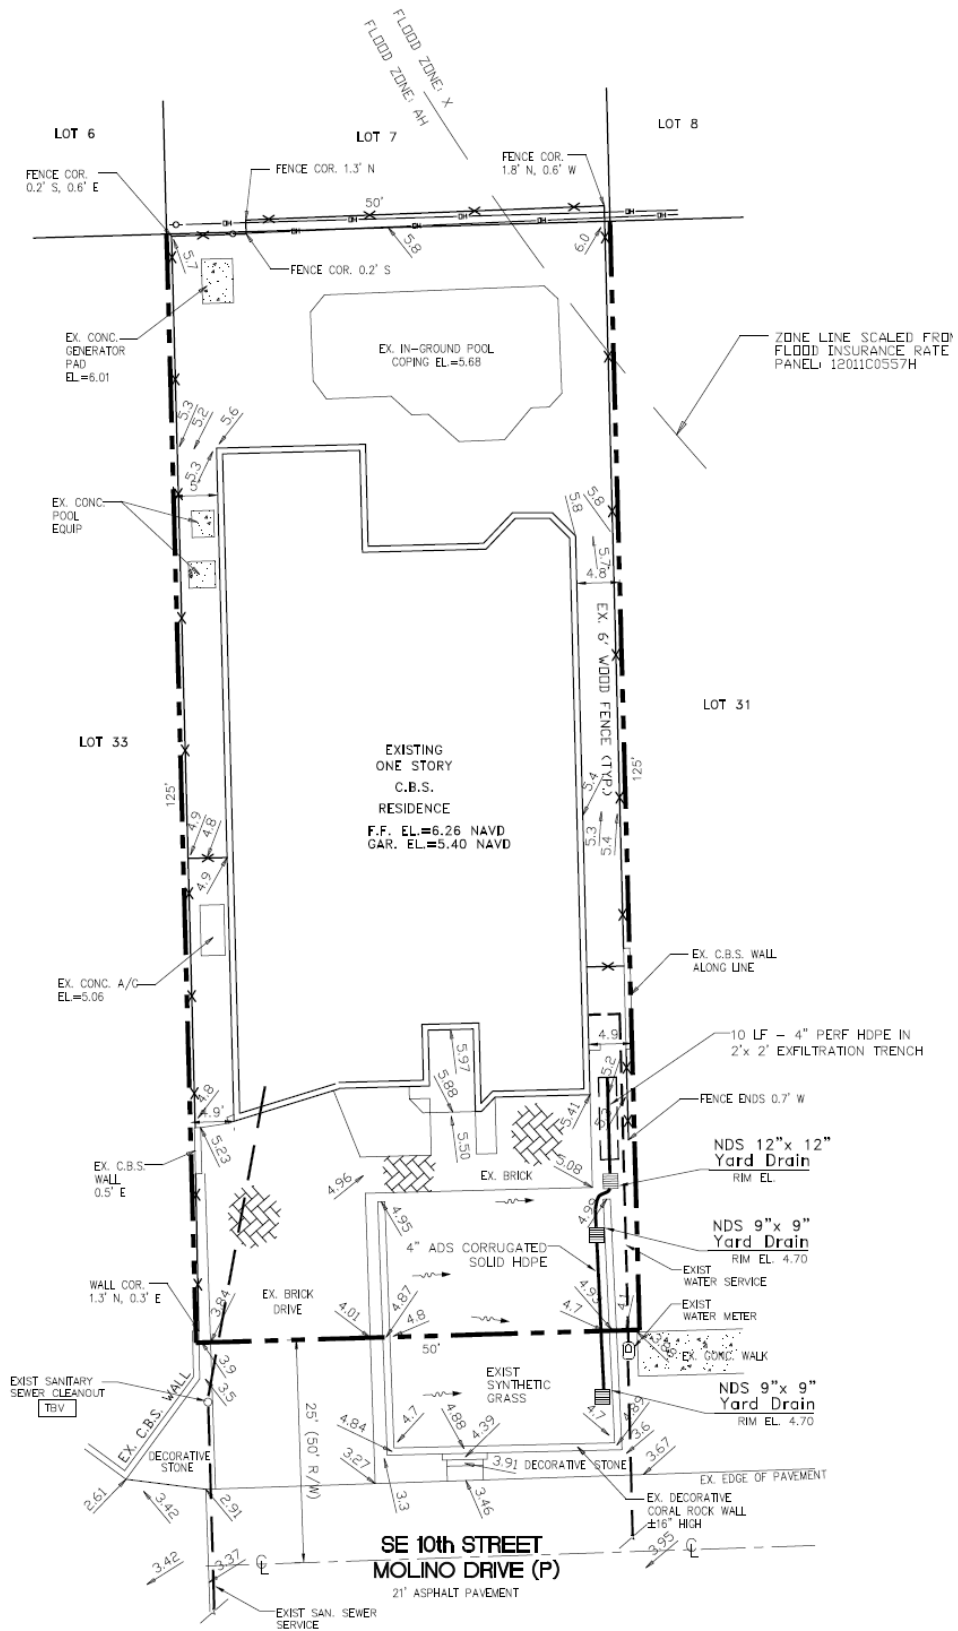 FLOOD ZONE: X
FLOOD ZONE: AH
LOT 6
LOT 7
LOT 8
FENCE COR.
0.2' S, 0.6' E
FENCE COR. 1.3' N
FENCE COR.
1.8' N, 0.6' W
50'
OH
OH
OH
OH
OH
OH
OH
OH
5.7
5.8
6.0
FENCE COR. 0.2' S
EX. CONC.
GENERATOR
PAD
EL.=6.01
EX. IN-GROUND POOL
COPING EL.=5.68
ZONE LINE SCALED FROM
FLOOD INSURANCE RATE
PANEL: 12011C0557H
5.3
5.2
5.6
5.3
5'
EX. CONC.
POOL
EQUIP
5.8
5.8
5.7
4.8'
EX. 6' WOOD FENCE (TYP.)
LOT 33
LOT 31
125'
125'
EXISTING
ONE STORY
C.B.S.
RESIDENCE
F.F. EL.=6.26 NAVD
GAR. EL.=5.40 NAVD
5.4
5.3
5.4
4.9
4.8
4.9
EX. CONC. A/C
EL.=5.06
EX. C.B.S. WALL
ALONG LINE
10 LF - 4" PERF HDPE IN
2'x 2' EXFILTRATION TRENCH
4.9'
5.2
5.3
FENCE ENDS 0.7' W
5.97
5.88
5.50
5.41
4.8
4.9'
5.23
NDS 12"x 12"
Yard Drain
RIM EL.
EX. C.B.S.
WALL
0.5' E
4.96
EX. BRICK
5.08
4.95
4.99
NDS 9"x 9"
Yard Drain
RIM EL. 4.70
4" ADS CORRUGATED
SOLID HDPE
EXIST
WATER SERVICE
WALL COR.
1.3' N, 0.3' E
EX. BRICK
DRIVE
3.84
4.01
4.87
4.8
4.7
4.95
4.1
EXIST
WATER METER
50'
3.88
EX. CONC. WALK
EXIST SANITARY
SEWER CLEANOUT
TBV
3.9
3.5
EX. C.B.S. WALL
25' (50' R/W)
EXIST
SYNTHETIC
GRASS
NDS 9"x 9"
Yard Drain
RIM EL. 4.70
4.84
4.7
4.88
4.39
4.7
4.89
3.6
DECORATIVE
STONE
3.27
3.91
DECORATIVE STONE
3.67
EX. EDGE OF PAVEMENT
2.61
3.42
2.91
3.3
3.46
EX. DECORATIVE
CORAL ROCK WALL
±16" HIGH
SE 10th STREET
MOLINO DRIVE (P)
21' ASPHALT PAVEMENT
3.42
3.37
3.95
EXIST SAN. SEWER
SERVICE